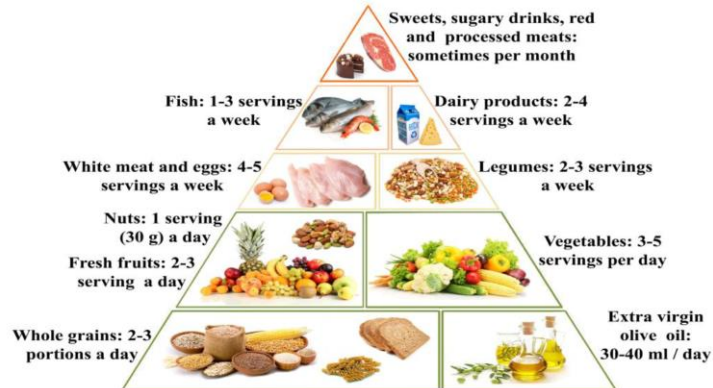 Sweets, sugary drinks, red
and processed meats:
sometimes per month
Fish: 1-3 servings
a week
Dairy products: 2-4
servings a week
White meat and eggs: 4-5
servings a week
Legumes: 2-3 servings
a week
Nuts: 1 serving
(30 g) a day
Fresh fruits: 2-3
serving a day
Vegetables: 3-5
servings per day
Whole grains: 2-3
portions a day
Extra virgin
olive oil:
30-40 ml / day